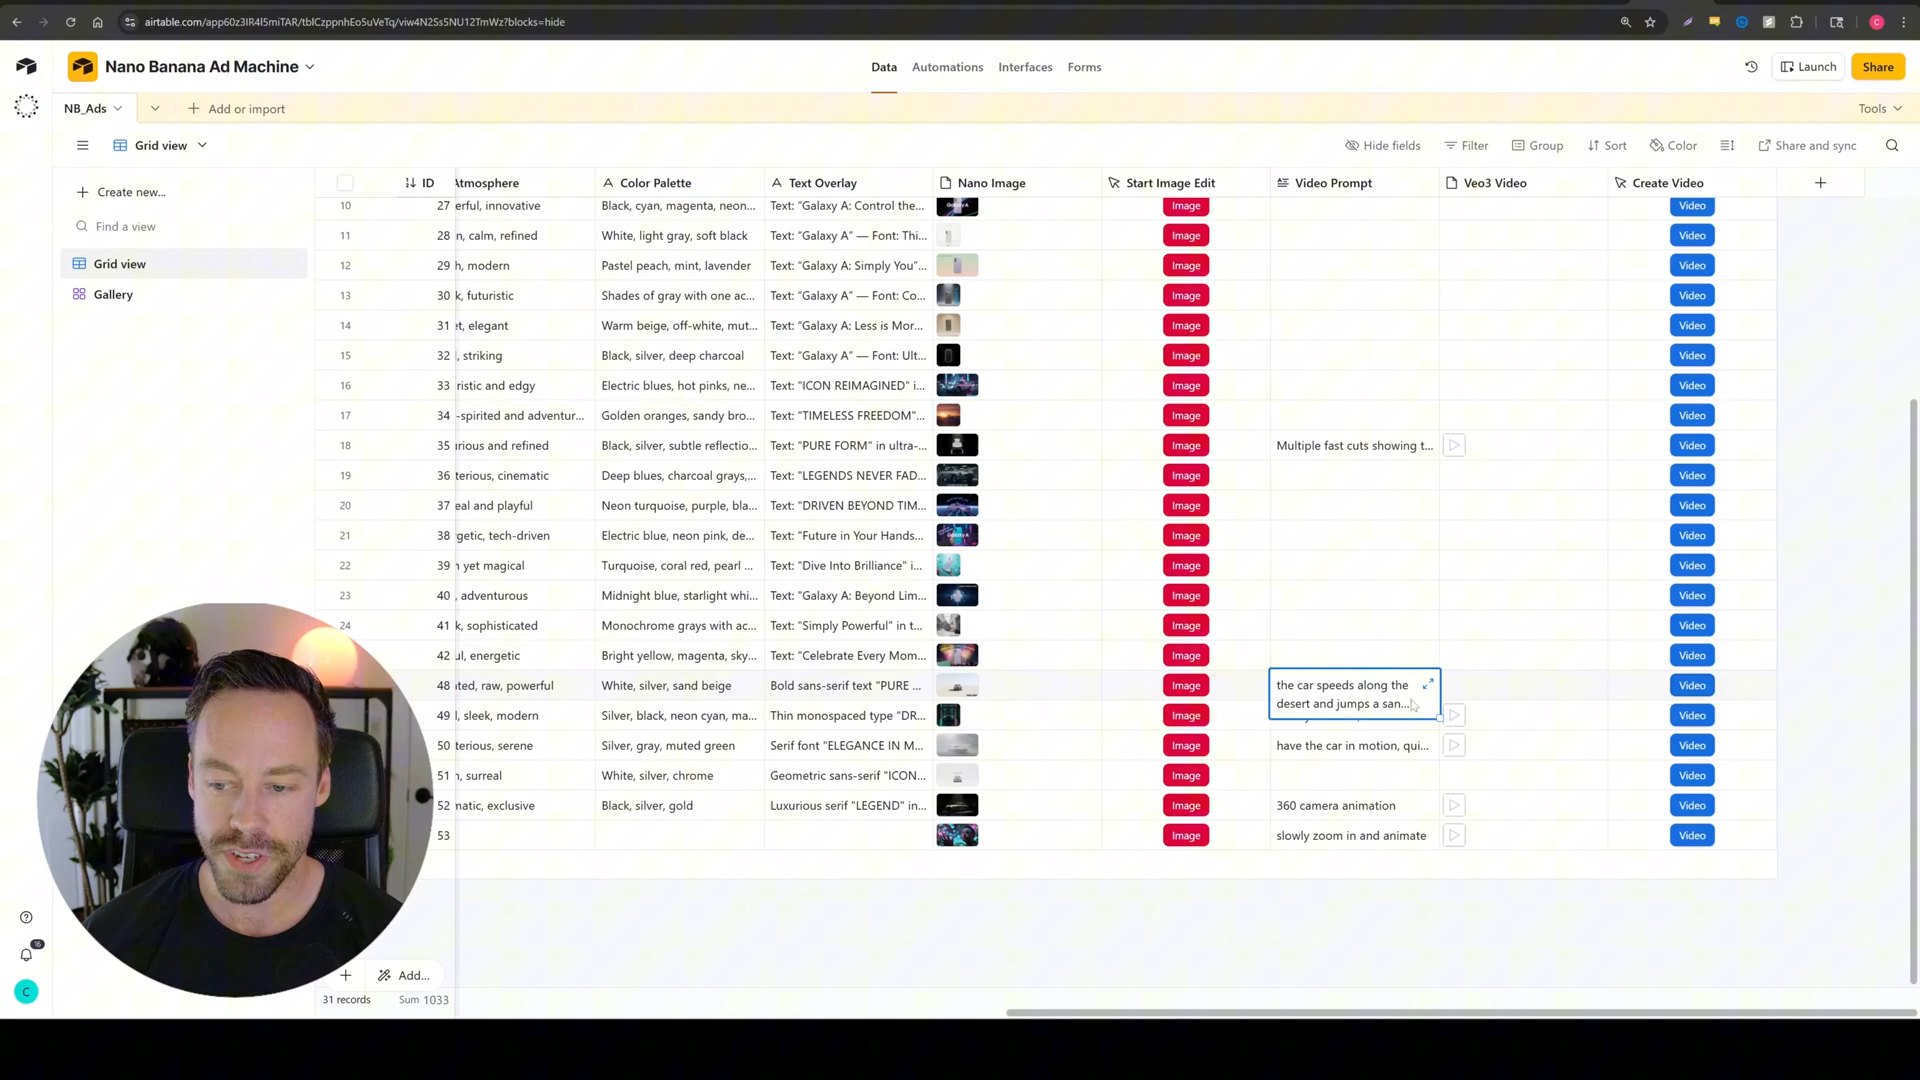 airtable.com/app60z3IR4l5miTAR/tblCzppnhEo5uVeTq/viw4N2Ss5NU12TmWz?blocks=hide
C
Nano Banana Ad Machine
Data Automations Interfaces Forms
Launch
Share
NB_Ads
Add or import
Tools
Grid view
Hide fields Filter Group Sort Color Share and sync
Create new...
Find a view
Grid view
Gallery
ID Atmosphere Color Palette Text Overlay Nano Image Start Image Edit Video Prompt Veo3 Video Create Video
10 27 erful, innovative Black, cyan, magenta, neon... Text: "Galaxy A: Control the... Image Video
11 28 n, calm, refined White, light gray, soft black Text: “Galaxy A” — Font: Thi... Image Video
12 29 h, modern Pastel peach, mint, lavender Text: “Galaxy A: Simply You”... Image Video
13 30 k, futuristic Shades of gray with one ac... Text: “Galaxy A” — Font: Co... Image Video
14 31 et, elegant Warm beige, off-white, mut... Text: “Galaxy A: Less is Mor... Image Video
15 32 l, striking Black, silver, deep charcoal Text: “Galaxy A” — Font: Ult... Image Video
16 33 ristic and edgy Electric blues, hot pinks, ne... Text: "ICON REIMAGINED" i... Image Video
17 34 -spirited and adventur... Golden oranges, sandy bro... Text: "TIMELESS FREEDOM"... Image Video
18 35 urious and refined Black, silver, subtle reflectio... Text: "PURE FORM" in ultra-... Image Multiple fast cuts showing t... Video
19 36 terious, cinematic Deep blues, charcoal grays,... Text: "LEGENDS NEVER FAD... Image Video
20 37 eal and playful Neon turquoise, purple, bla... Text: "DRIVEN BEYOND TIM... Image Video
21 38 rgetic, tech-driven Electric blue, neon pink, de... Text: "Future in Your Hands... Image Video
22 39 n yet magical Turquoise, coral red, pearl ... Text: "Dive Into Brilliance" i... Image Video
23 40 , adventurous Midnight blue, starlight whi... Text: "Galaxy A: Beyond Lim... Image Video
24 41 k, sophisticated Monochrome grays with ac... Text: "Simply Powerful" in t... Image Video
42 ul, energetic Bright yellow, magenta, sky... Text: "Celebrate Every Mom... Image Video
48 ated, raw, powerful White, silver, sand beige Bold sans-serif text "PURE ... Image the car speeds along the Video
desert and jumps a san...
49 l, sleek, modern Silver, black, neon cyan, ma... Thin monospaced type "DR... Image Video
50 terious, serene Silver, gray, muted green Serif font "ELEGANCE IN M... Image have the car in motion, qui... Video
51 n, surreal White, silver, chrome Geometric sans-serif "ICON... Image Video
52 matic, exclusive Black, silver, gold Luxurious serif "LEGEND" in... Image 360 camera animation Video
53 Image slowly zoom in and animate Video
16
C
Add...
31 records Sum 1033